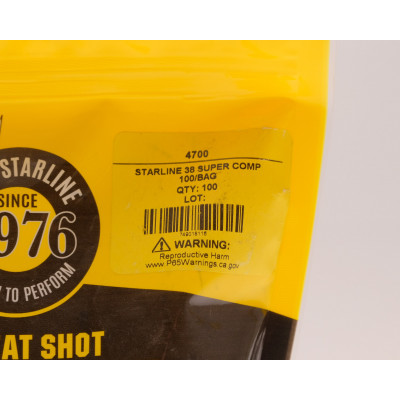 4700
STARLINE 38 SUPER COMP
100/BAG
QTY: 100
LOT:
WARNING:
Reproductive Harm
www.P65Warnings.ca.gov
STARLINE
SINCE
976
TO PERFORM
AT SHOT